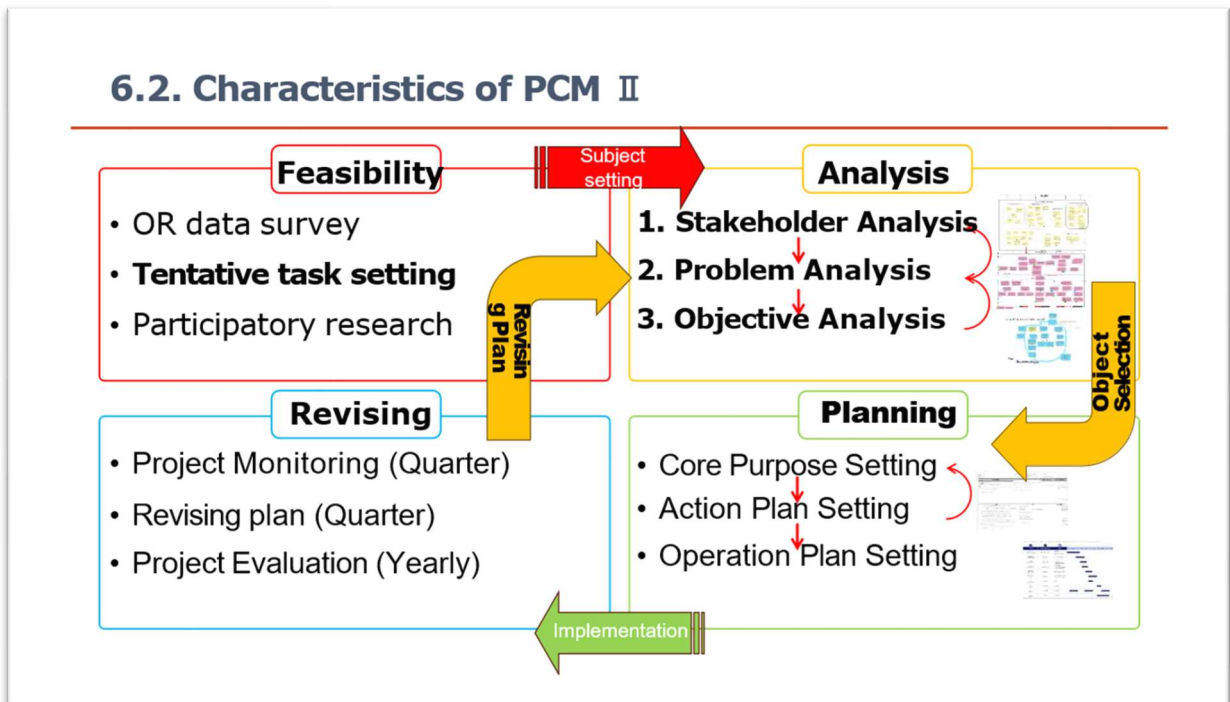 6.2. Characteristics of PCM Ⅱ
Feasibility
• OR data survey
• Tentative task setting
• Participatory research
Subject
setting
Analysis
1. Stakeholder Analysis
2. Problem Analysis
3. Objective Analysis
Revisin
g Plan
Object
Selection
Revising
• Project Monitoring (Quarter)
• Revising plan (Quarter)
• Project Evaluation (Yearly)
Planning
• Core Purpose Setting
• Action Plan Setting
• Operation Plan Setting
Implementation